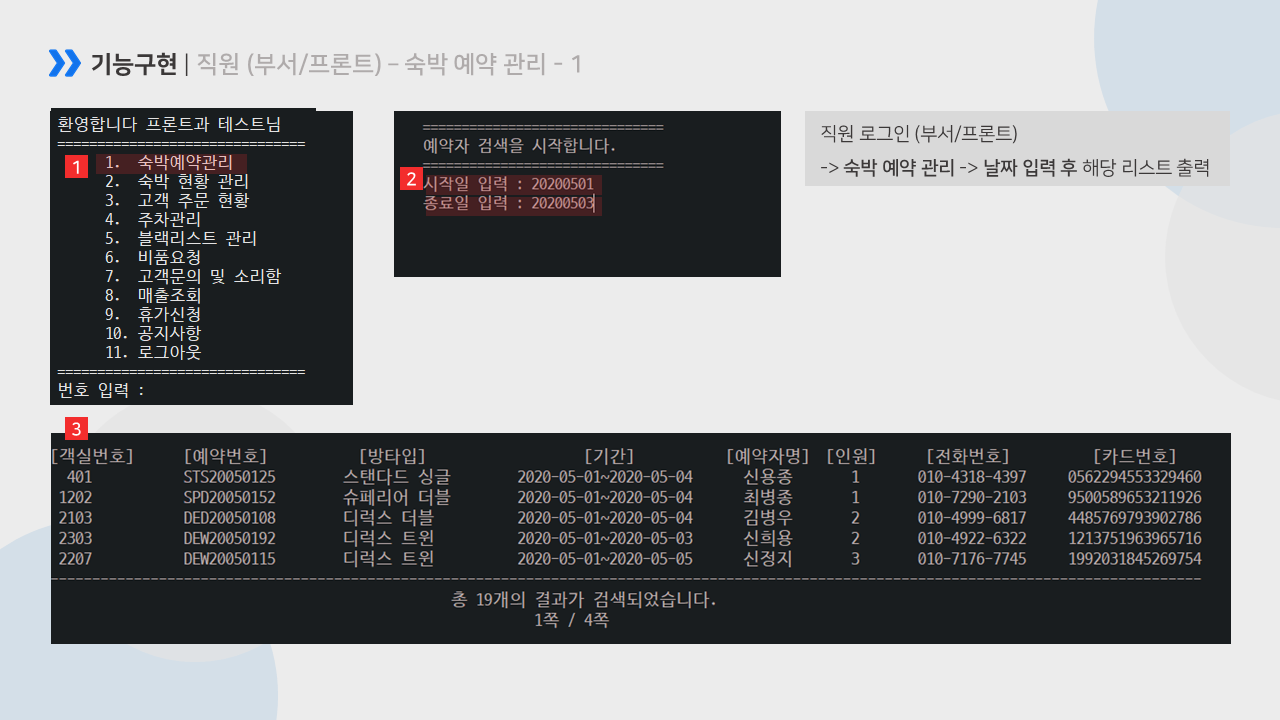 기능구현 | 직원 (부서/프론트) – 숙박 예약 관리 - 1
환영합니다 프론트과 테스트님
===============================
1
1. 숙박예약관리
2. 숙박 현황 관리
3. 고객 주문 현황
4. 주차관리
5. 블랙리스트 관리
6. 비품요청
7. 고객문의 및 소리함
8. 매출조회
9. 휴가신청
10. 공지사항
11. 로그아웃
===============================
번호 입력 :
==============================
예약자 검색을 시작합니다.
==============================
2
시작일 입력 : 20200501
종료일 입력 : 20200503
직원 로그인 (부서/프론트)
-> 숙박 예약 관리 -> 날짜 입력 후 해당 리스트 출력
3
[객실번호] [예약번호] [방타입] [기간] [예약자명] [인원] [전화번호] [카드번호]
401 STS20050125 스탠다드 싱글 2020-05-01~2020-05-04 신용종 1 010-4318-4397 0562294553329460
1202 SPD20050152 슈페리어 더블 2020-05-01~2020-05-04 최병종 1 010-7290-2103 9500589653211926
2103 DED20050108 디럭스 더블 2020-05-01~2020-05-04 김병우 2 010-4999-6817 4485769793902786
2303 DEW20050192 디럭스 트윈 2020-05-01~2020-05-03 신희용 2 010-4922-6322 1213751963965716
2207 DEW20050115 디럭스 트윈 2020-05-01~2020-05-05 신정지 3 010-7176-7745 1992031845269754
------------------------------------------------------------------------------------------------------------------------------------------
총 19개의 결과가 검색되었습니다.
1쪽 / 4쪽